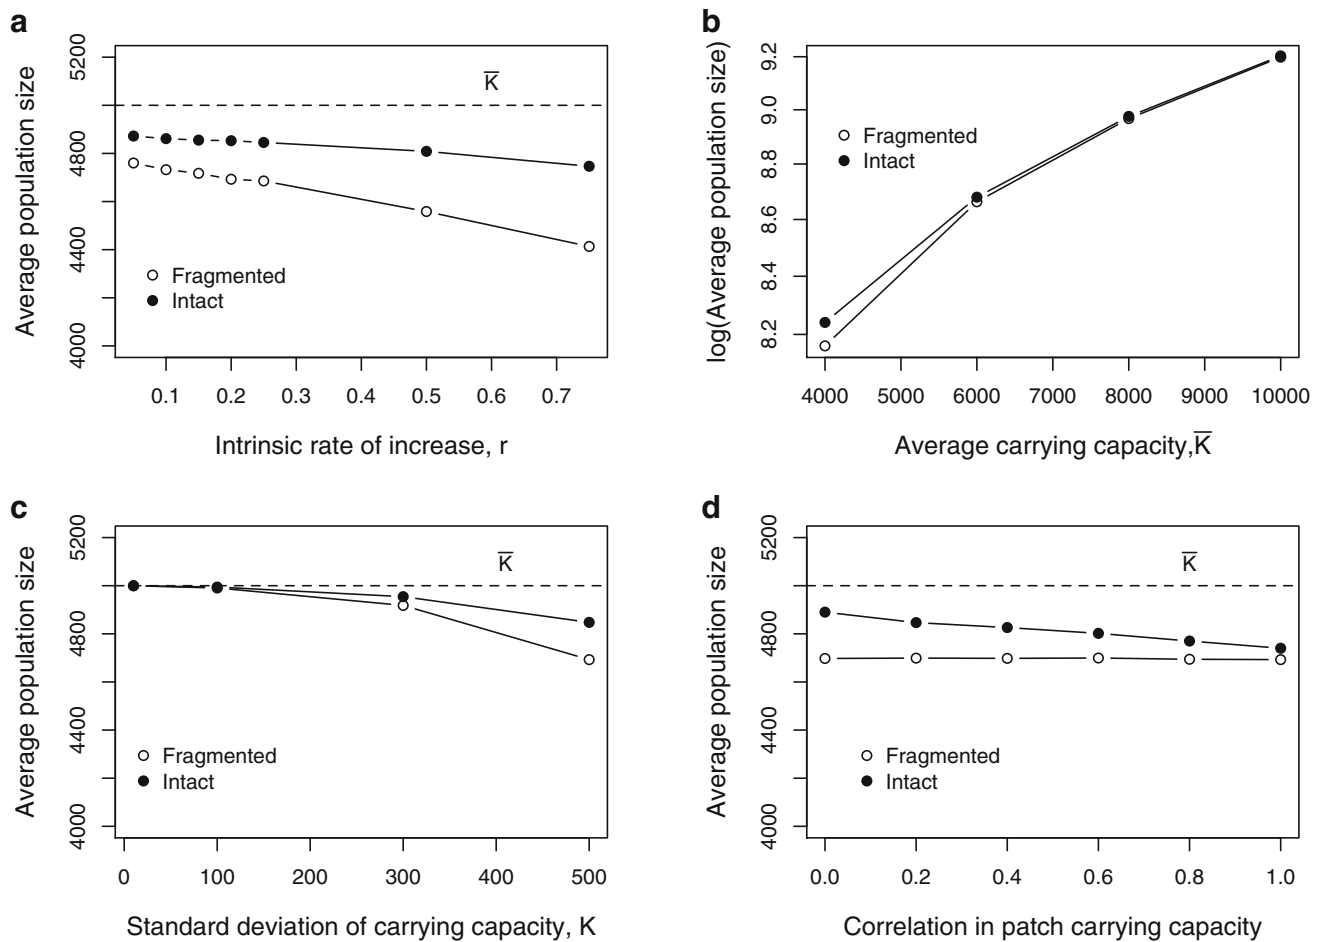 a
Average population size
5200
4800
4400
4000
K̅
Fragmented
Intact
0.1 0.2 0.3 0.4 0.5 0.6 0.7
Intrinsic rate of increase, r
b
log(Average population size)
9.2
9.0
8.8
8.6
8.4
8.2
Fragmented
Intact
4000 5000 6000 7000 8000 9000 10000
Average carrying capacity,K̅
c
Average population size
5200
4800
4400
4000
K̅
Fragmented
Intact
0 100 200 300 400 500
Standard deviation of carrying capacity, K
d
Average population size
5200
4800
4400
4000
K̅
Fragmented
Intact
0.0 0.2 0.4 0.6 0.8 1.0
Correlation in patch carrying capacity